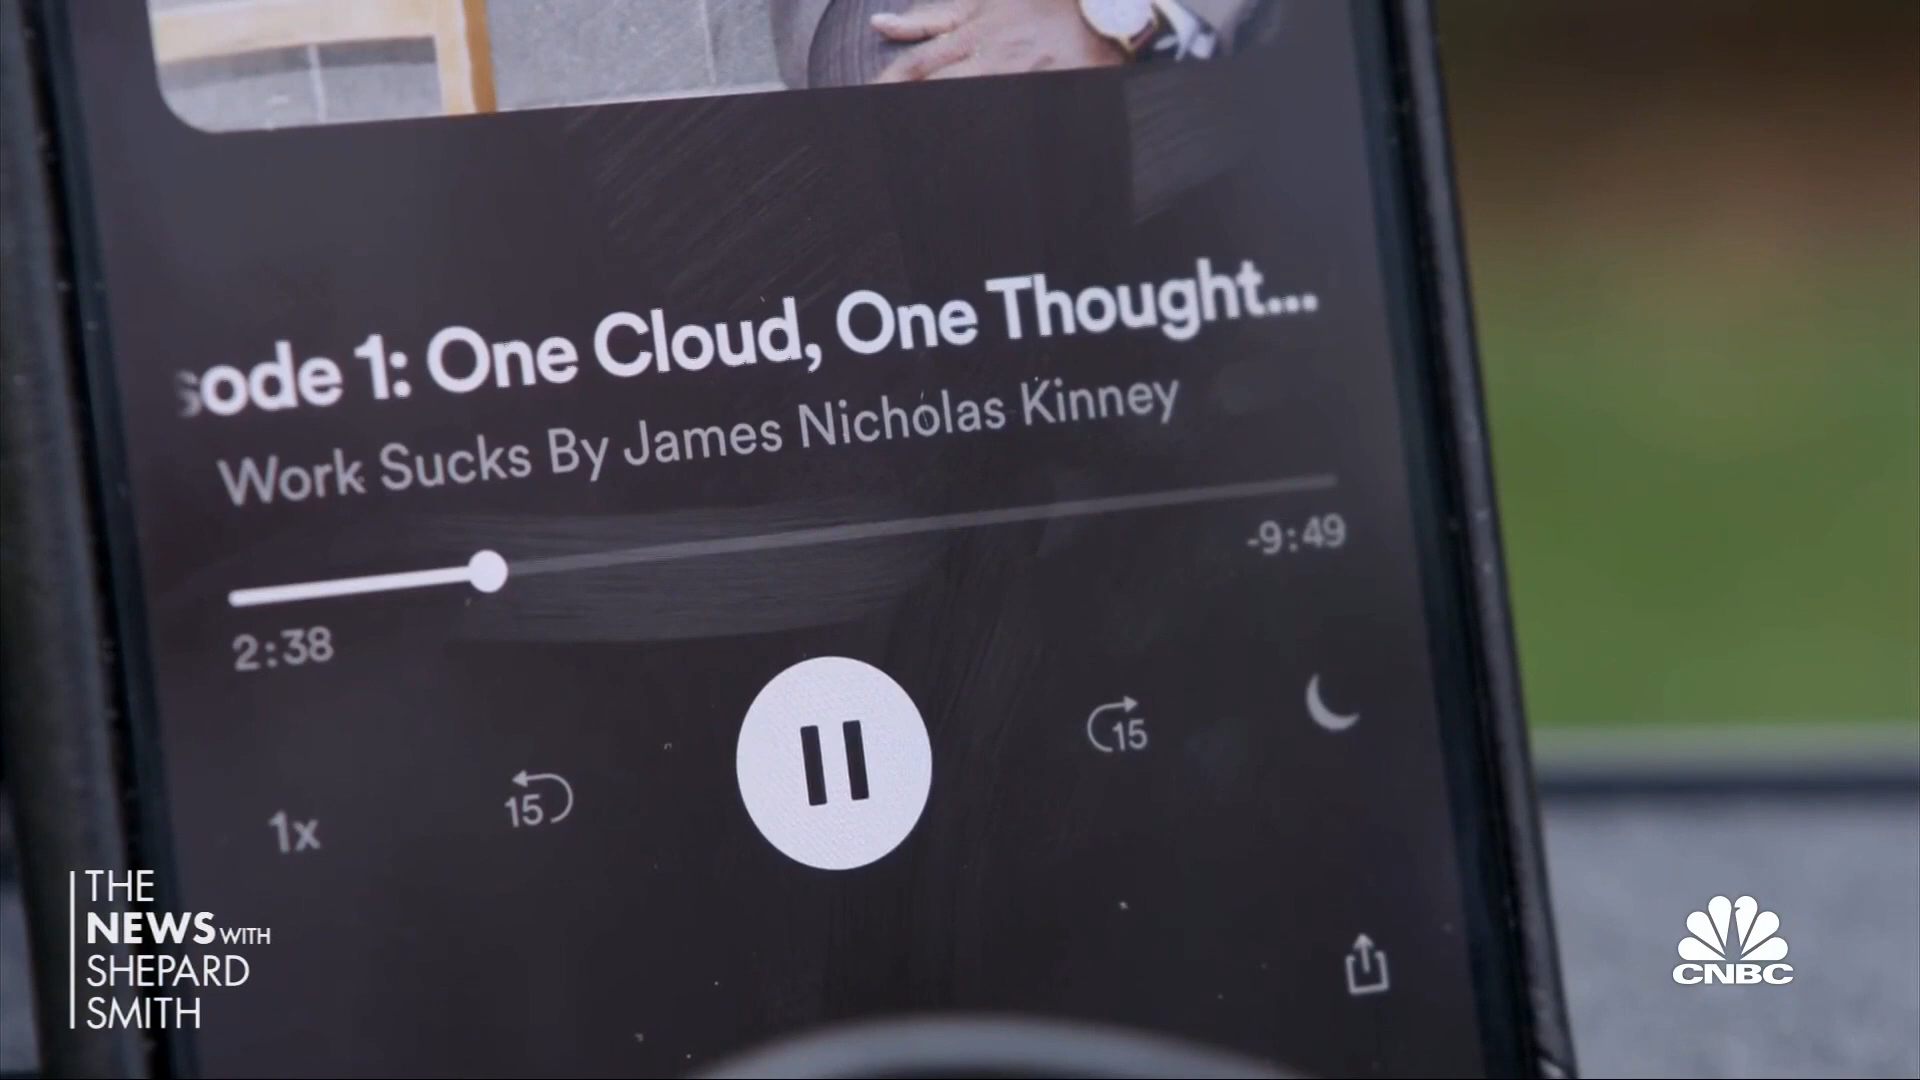 sode 1: One Cloud, One Thought...
Work Sucks By James Nicholas Kinney
2:38
-9:49
1x
15
15
THE
NEWS WITH
SHEPARD
SMITH
CNBC